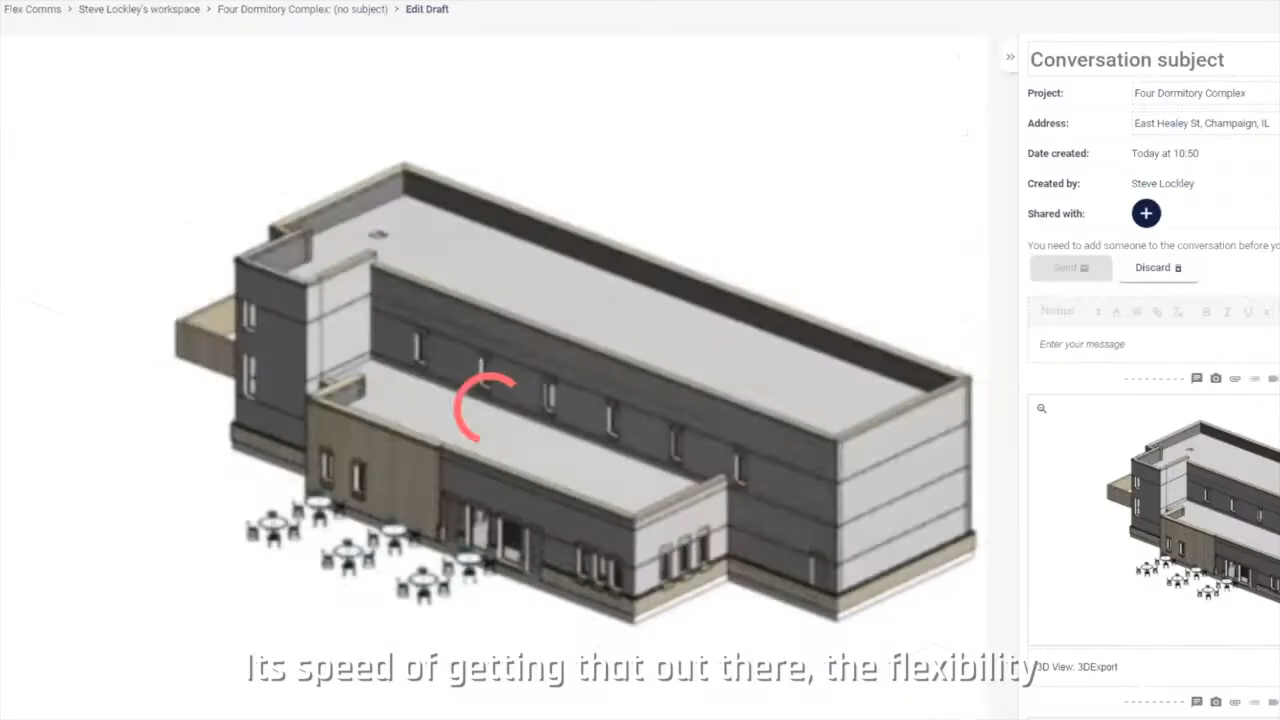 Flex Comms > Steve Lockley's workspace > Four Dormitory Complex: (no subject) > Edit Draft
Conversation subject
Project: Four Dormitory Complex
Address: East Healey St, Champaign, IL
Date created: Today at 10:50
Created by: Steve Lockley
Shared with:
You need to add someone to the conversation before yo
Send Discard
Normal
Enter your message
3D View: 3DExport
Its speed of getting that out there, the flexibility